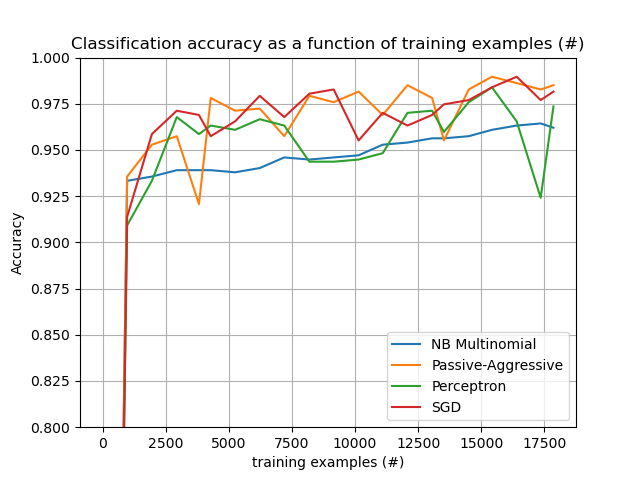 Classification accuracy as a function of training examples (#)
1.000
0.975
0.950
0.925
0.900
0.875
0.850
0.825
0.800
Accuracy
NB Multinomial
Passive-Aggressive
Perceptron
SGD
0 2500 5000 7500 10000 12500 15000 17500
training examples (#)